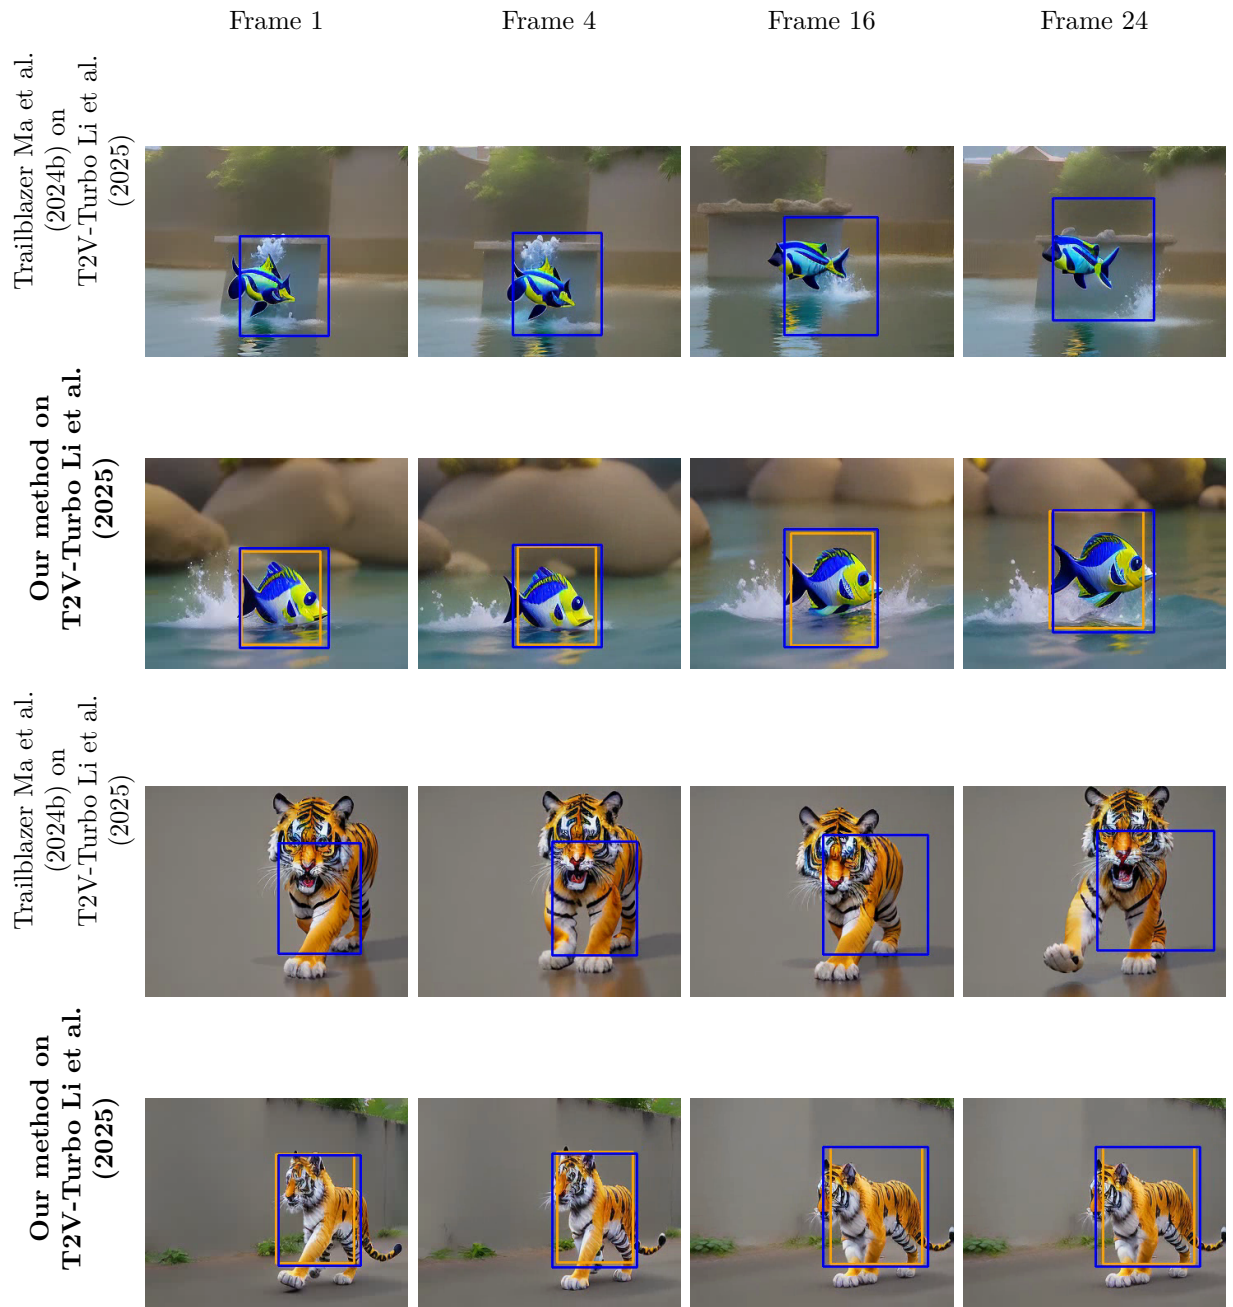 Frame 1
Frame 4
Frame 16
Frame 24
Trailblazer Ma et al.
(2024b) on
T2V-Turbo Li et al.
(2025)
Our method on
T2V-Turbo Li et al.
(2025)
Trailblazer Ma et al.
(2024b) on
T2V-Turbo Li et al.
(2025)
Our method on
T2V-Turbo Li et al.
(2025)